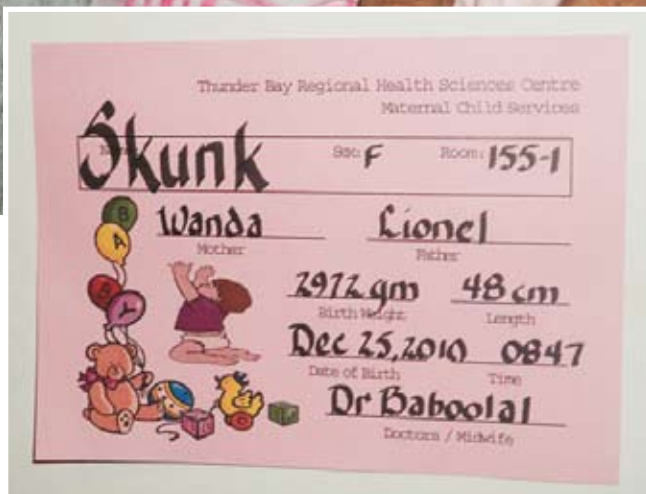 Thunder Bay Regional Health Sciences Centre
Maternal Child Services
Skunk Sex: F Room: 155-1
Wanda Lionel
Mother Father
2972 gm 48 cm
Birth Weight Length
Dec 25, 2010 0847
Date of Birth Time
Dr Baboolal
Doctors / Midwife
B
A
B
Y